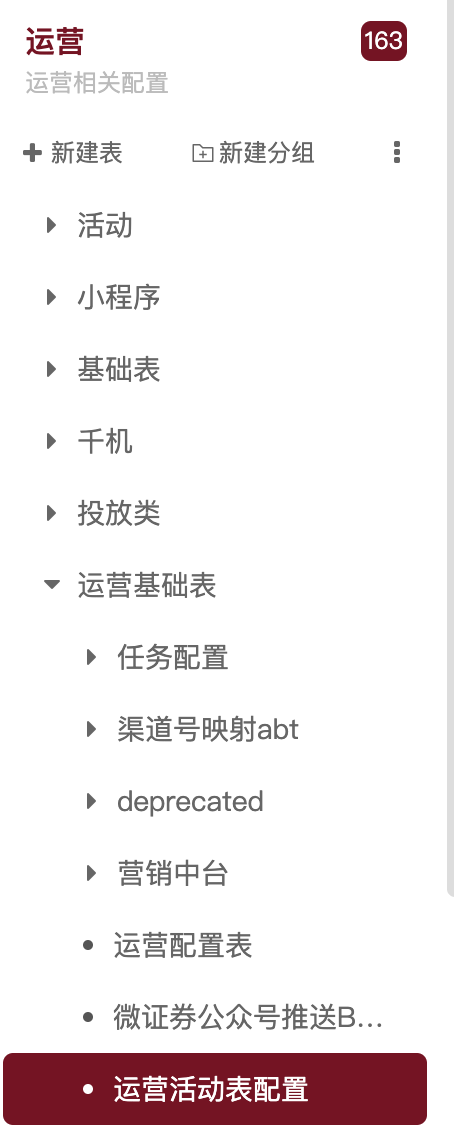 运营
163
运营相关配置
新建表
新建分组
活动
小程序
基础表
千机
投放类
运营基础表
任务配置
渠道号映射abt
deprecated
营销中台
运营配置表
微证券公众号推送B...
运营活动表配置